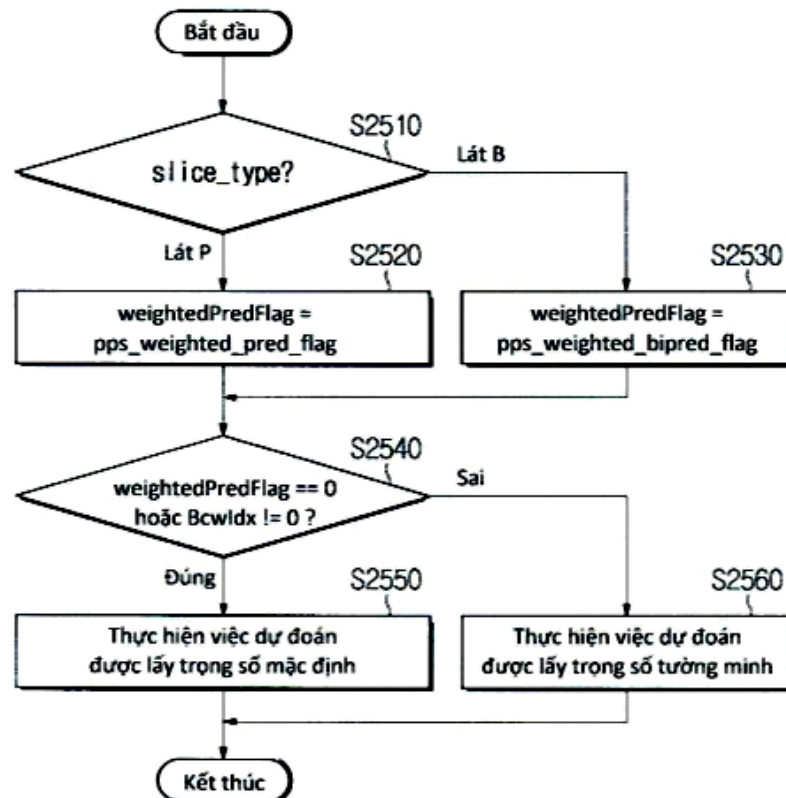 Bắt đầu
S2510
slice_type?
Lát B
Lát P
S2520
S2530
weightedPredFlag =
pps_weighted_pred_flag
weightedPredFlag =
pps_weighted_bipred_flag
S2540
weightedPredFlag == 0
hoặc BcwIdx != 0 ?
Sai
Đúng
S2550
S2560
Thực hiện việc dự đoán
được lấy trọng số mặc định
Thực hiện việc dự đoán
được lấy trọng số tường minh
Kết thúc